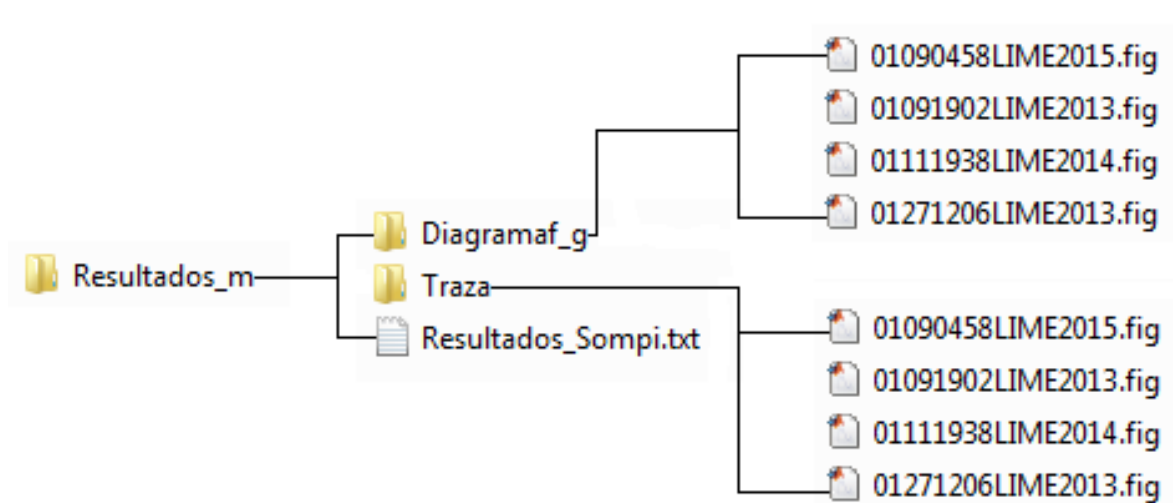 01090458LIME2015.fig
01091902LIME2013.fig
01111938LIME2014.fig
01271206LIME2013.fig
Diagramaf_g
Resultados_m
Traza
Resultados_Sompi.txt
01090458LIME2015.fig
01091902LIME2013.fig
01111938LIME2014.fig
01271206LIME2013.fig